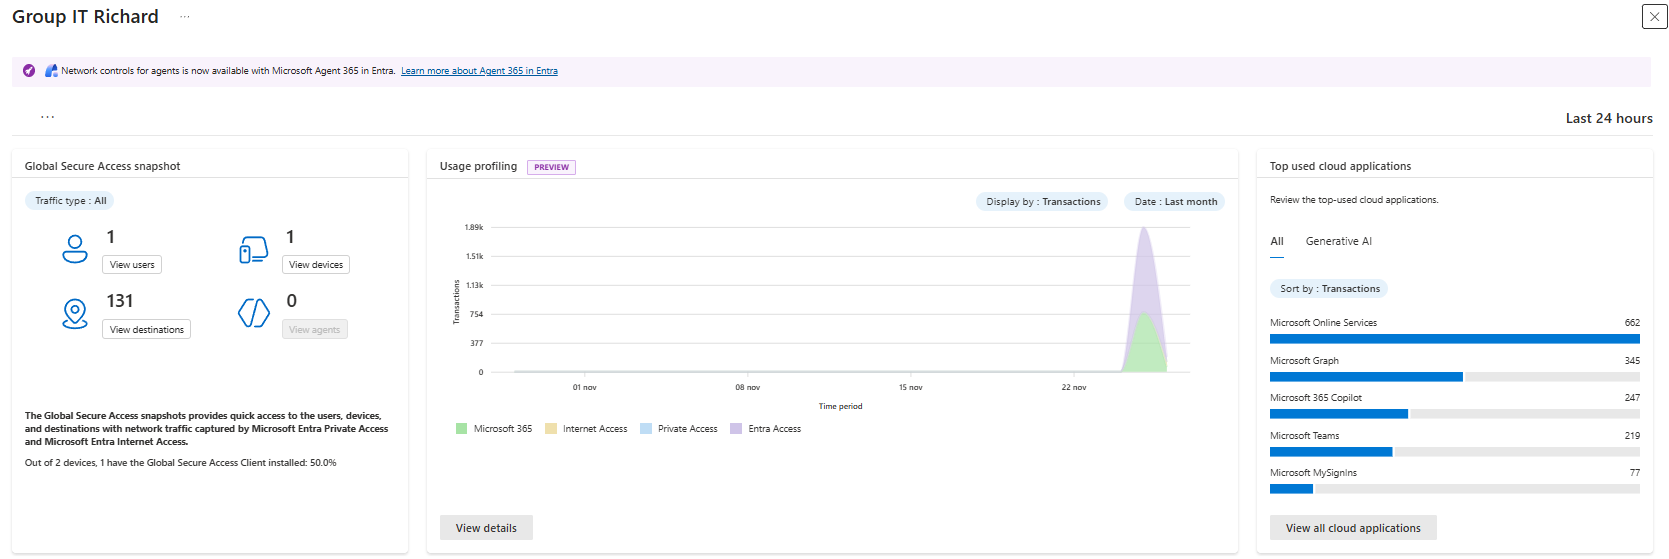 Group IT Richard
...
Network controls for agents is now available with Microsoft Agent 365 in Entra. Learn more about Agent 365 in Entra
...
Last 24 hours
Global Secure Access snapshot
Traffic type : All
1
View users
1
View devices
131
View destinations
0
View agents
The Global Secure Access snapshots provides quick access to the users, devices,
and destinations with network traffic captured by Microsoft Entra Private Access
and Microsoft Entra Internet Access.
Out of 2 devices, 1 have the Global Secure Access Client installed: 50.0%
Usage profiling PREVIEW
Display by : Transactions
Date : Last month
Transactions
1.89k
1.51k
1.13k
754
377
0
01 nov
08 nov
15 nov
22 nov
Time period
Microsoft 365
Internet Access
Private Access
Entra Access
View details
Top used cloud applications
Review the top-used cloud applications.
All
Generative AI
Sort by : Transactions
Microsoft Online Services 662
Microsoft Graph 345
Microsoft 365 Copilot 247
Microsoft Teams 219
Microsoft MySignIns 77
View all cloud applications